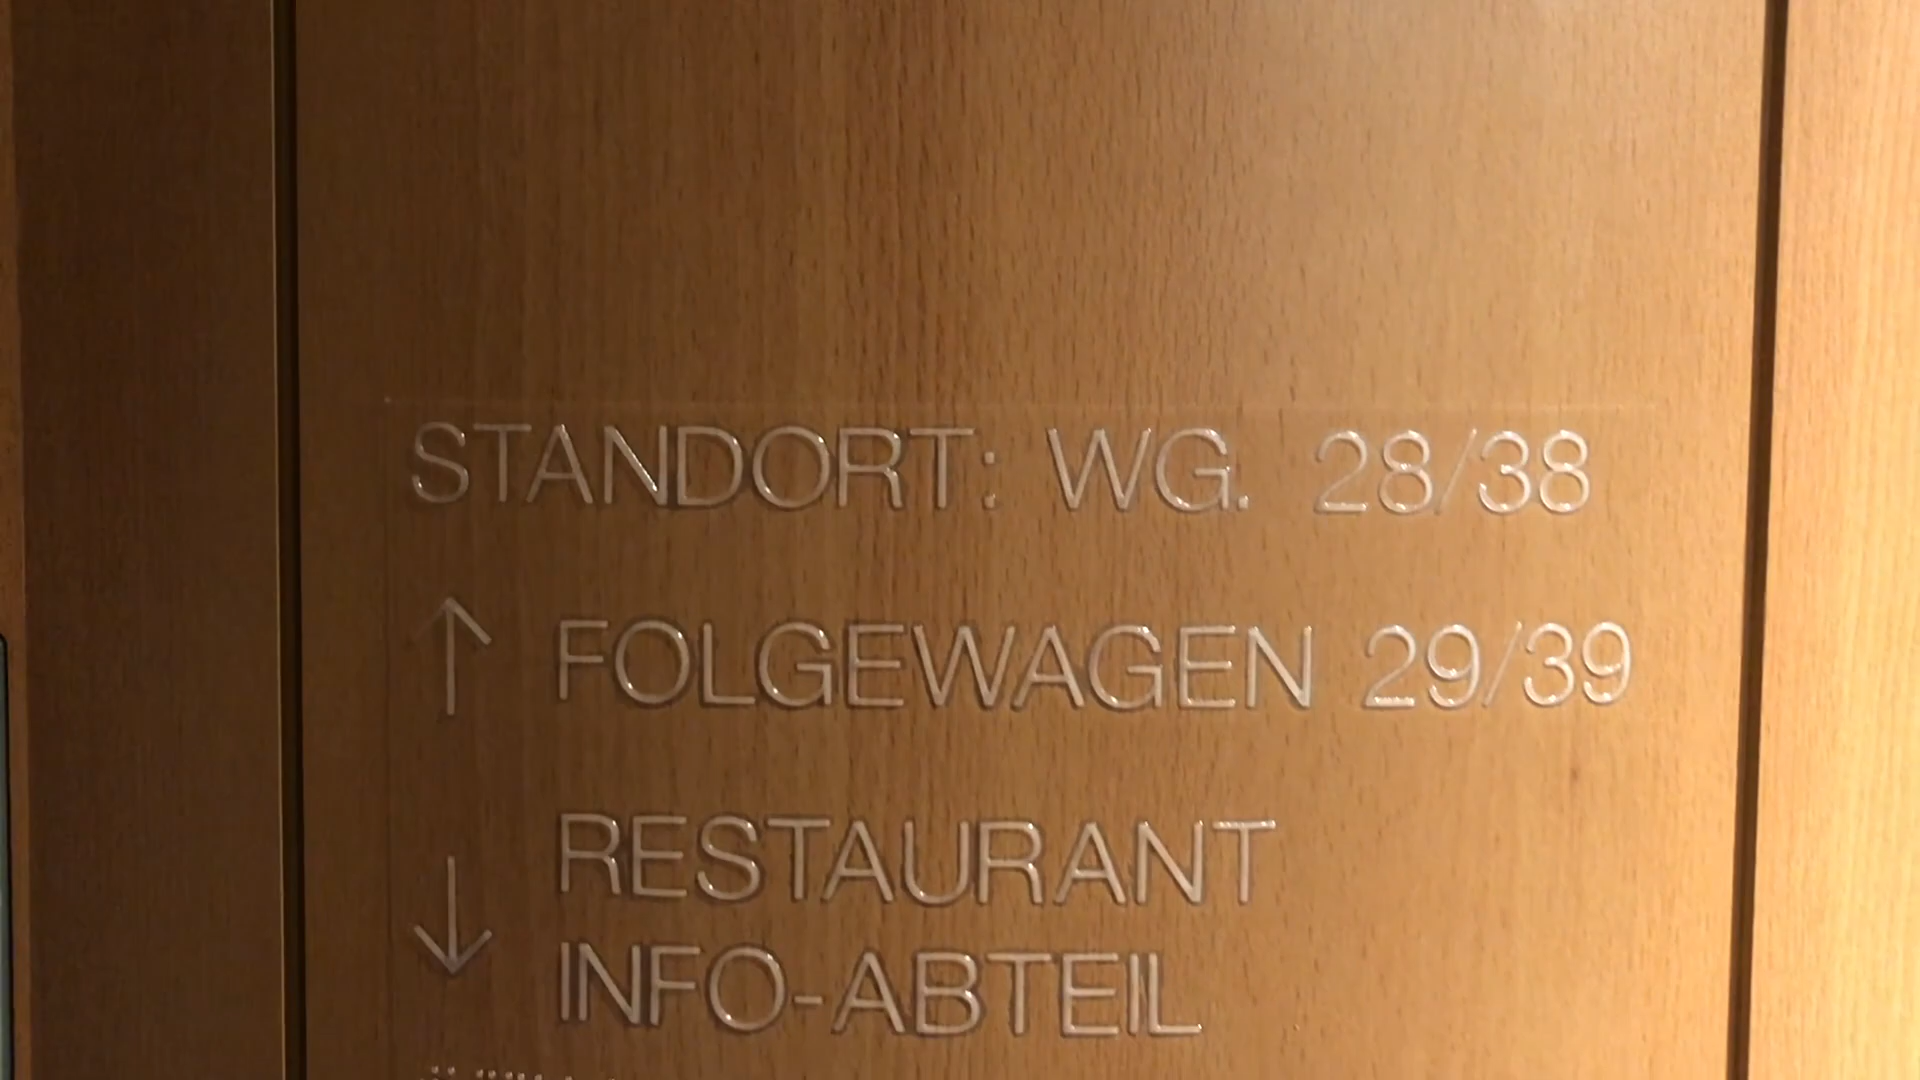 STANDORT: WG. 28/38
↑ FOLGEWAGEN 29/39
RESTAURANT
↓ INFO-ABTEIL